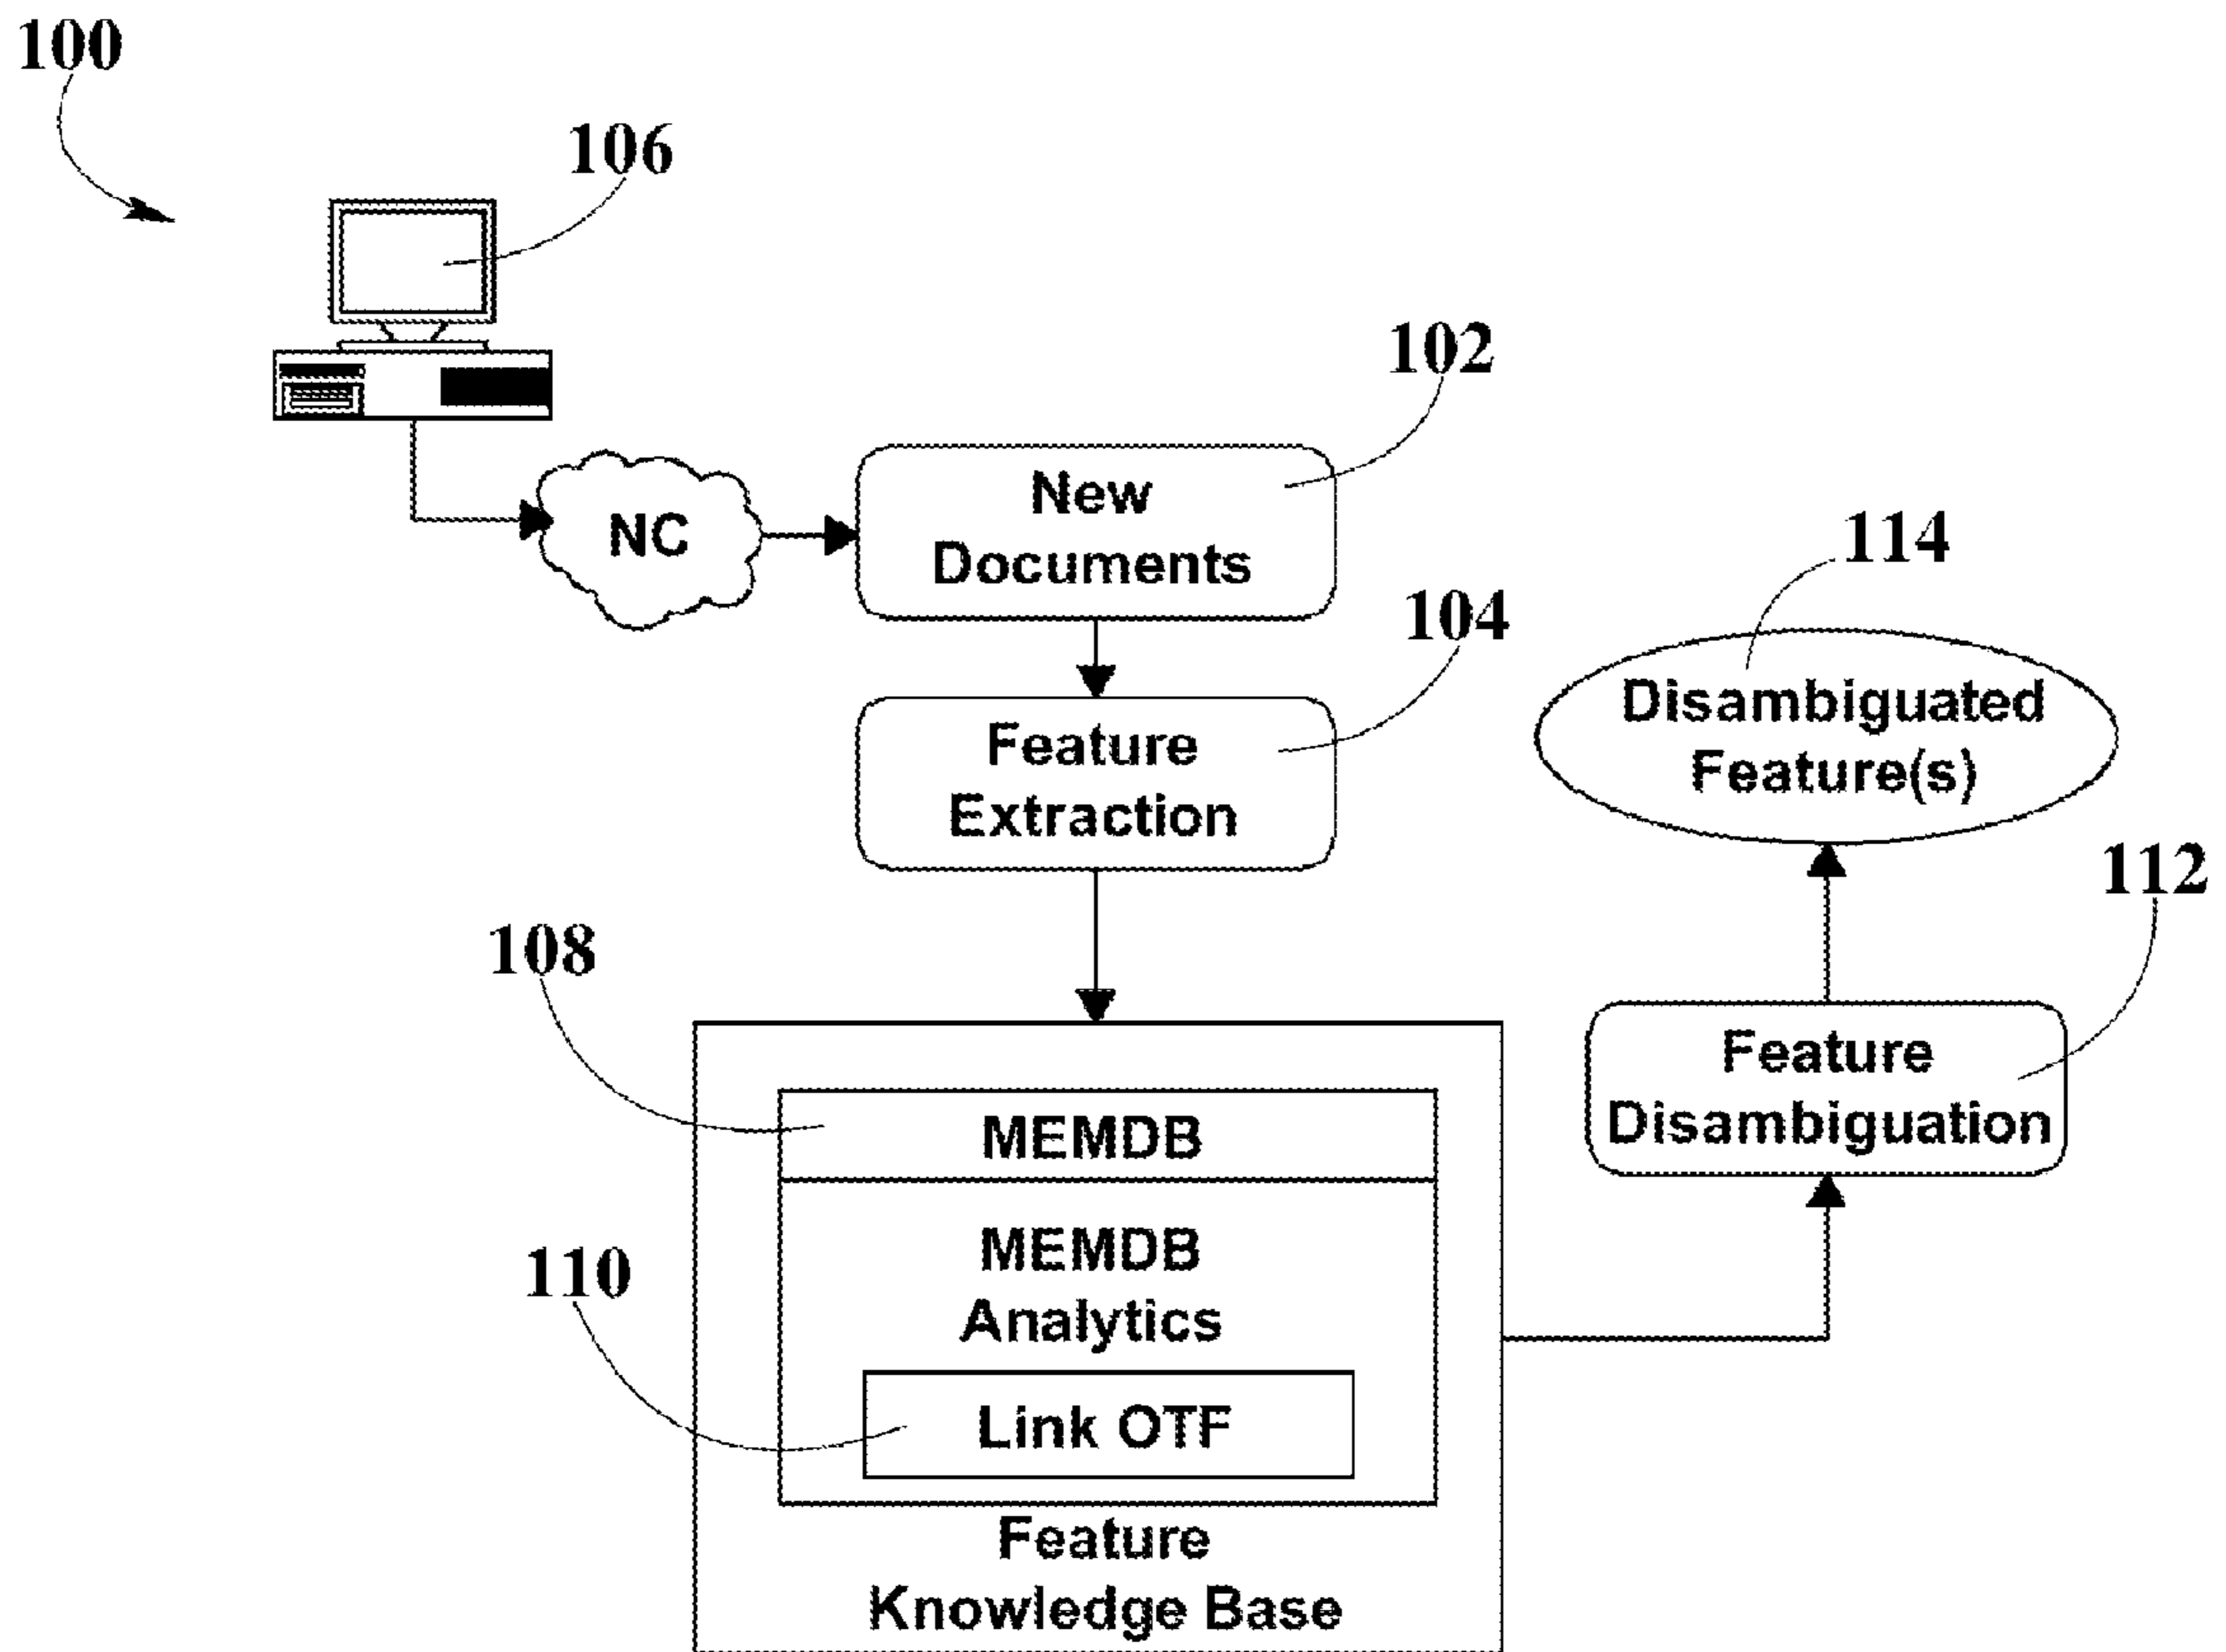 100
106
102
NC
New
Documents
114
104
Feature
Extraction
Disambiguated
Feature(s)
112
108
Feature
Disambiguation
MEMDB
MEMDB
Analytics
110
Link OTF
Feature
Knowledge Base